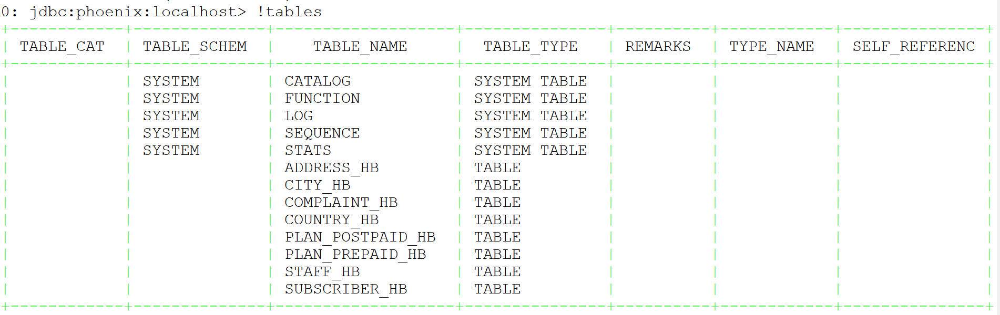 0: jdbc:phoenix:localhost> !tables
TABLE_CAT | TABLE_SCHEM | TABLE_NAME | TABLE_TYPE | REMARKS | TYPE_NAME | SELF_REFERENC |
| SYSTEM | CATALOG | SYSTEM TABLE | | | |
| SYSTEM | FUNCTION | SYSTEM TABLE | | | |
| SYSTEM | LOG | SYSTEM TABLE | | | |
| SYSTEM | SEQUENCE | SYSTEM TABLE | | | |
| SYSTEM | STATS | SYSTEM TABLE | | | |
| | ADDRESS_HB | TABLE | | | |
| | CITY_HB | TABLE | | | |
| | COMPLAINT_HB | TABLE | | | |
| | COUNTRY_HB | TABLE | | | |
| | PLAN_POSTPAID_HB | TABLE | | | |
| | PLAN_PREPAID_HB | TABLE | | | |
| | STAFF_HB | TABLE | | | |
| | SUBSCRIBER_HB | TABLE | | | |